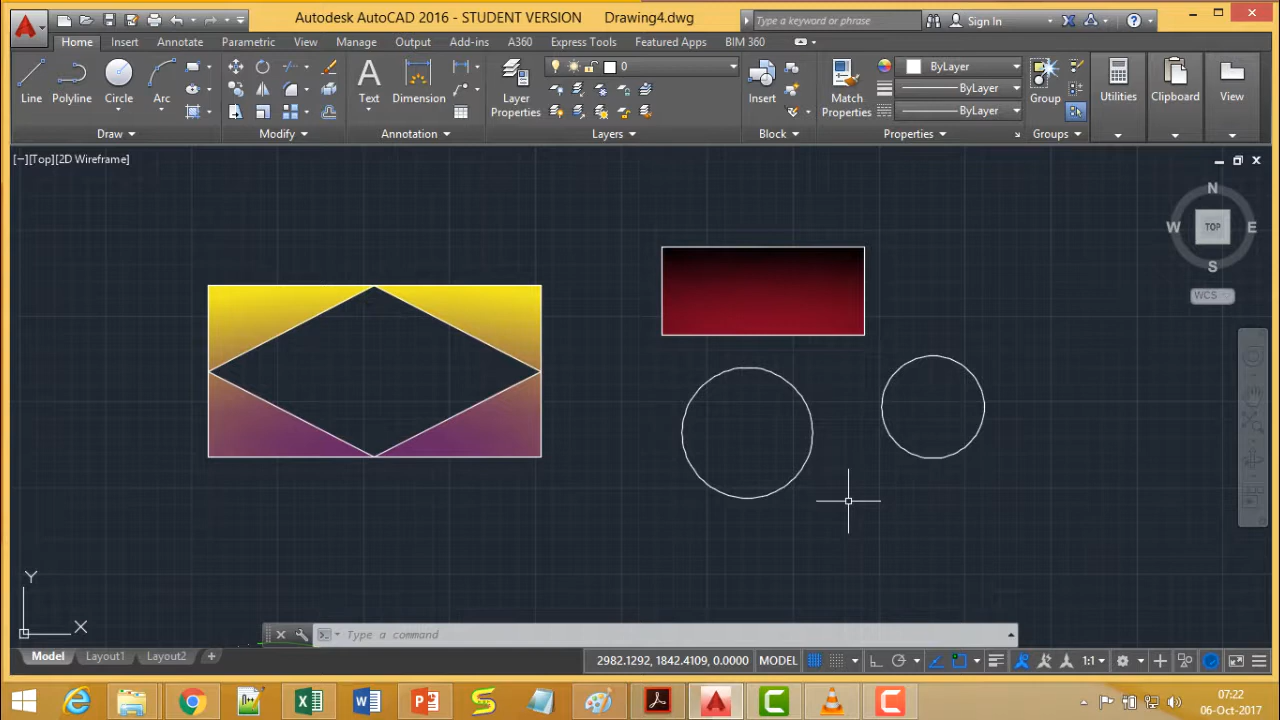 Autodesk AutoCAD 2016 - STUDENT VERSION Drawing4.dwg
Type a keyword or phrase
Sign In
Home Insert Annotate Parametric View Manage Output Add-ins A360 Express Tools Featured Apps BIM 360
Line Polyline Circle Arc
Draw
Modify
A
Text Dimension
Annotation
Layer
Properties
0
Layers
Insert
Block
Match
Properties
ByLayer
ByLayer
ByLayer
Properties
Group
Groups
Utilities
Clipboard
View
[−][Top][2D Wireframe]
N
W TOP E
S
WCS
Y
X
Type a command
Model Layout1 Layout2 +
2982.1292, 1842.4109, 0.0000 MODEL
1:1
07:22
06-Oct-2017